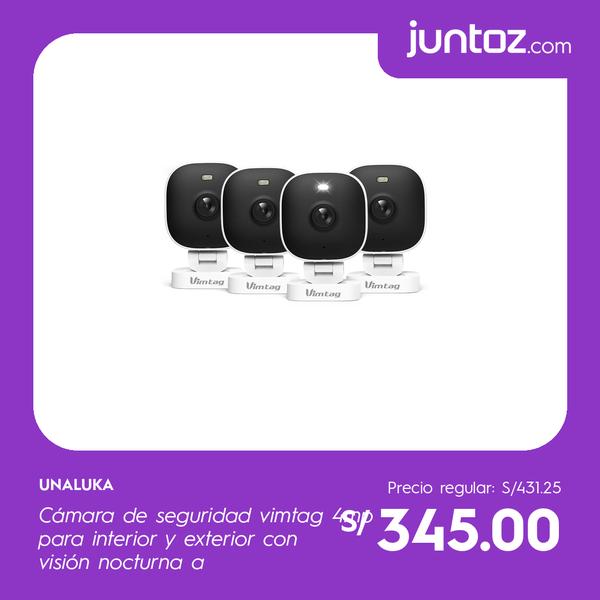 juntoz.com
Vimtag Vimtag Vimtag Vimtag
UNALUKA
Precio regular: S/431.25
Cámara de seguridad vimtag 4mp
para interior y exterior con
visión nocturna a
S/ 345.00